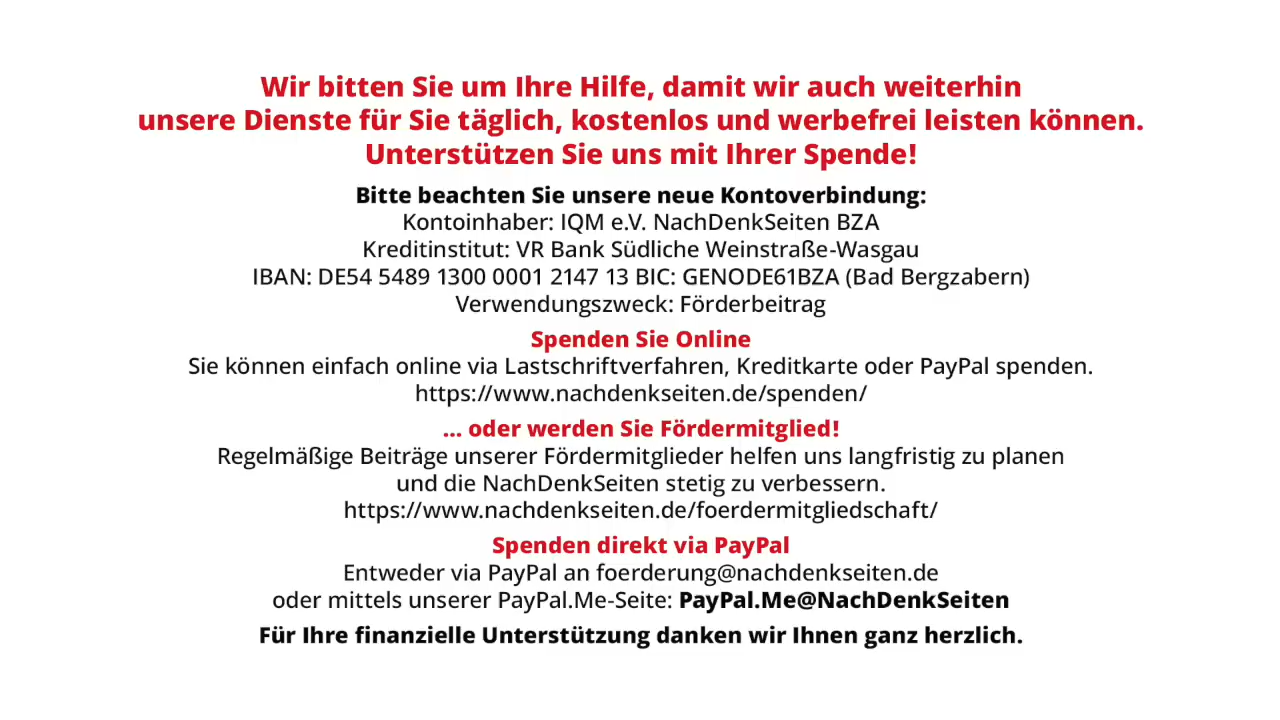 Wir bitten Sie um Ihre Hilfe, damit wir auch weiterhin
unsere Dienste für Sie täglich, kostenlos und werbefrei leisten können.
Unterstützen Sie uns mit Ihrer Spende!
Bitte beachten Sie unsere neue Kontoverbindung:
Kontoinhaber: IQM e.V. NachDenkSeiten BZA
Kreditinstitut: VR Bank Südliche Weinstraße-Wasgau
IBAN: DE54 5489 1300 0001 2147 13 BIC: GENODE61BZA (Bad Bergzabern)
Verwendungszweck: Förderbeitrag
Spenden Sie Online
Sie können einfach online via Lastschriftverfahren, Kreditkarte oder PayPal spenden.
https://www.nachdenkseiten.de/spenden/
... oder werden Sie Fördermitglied!
Regelmäßige Beiträge unserer Fördermitglieder helfen uns langfristig zu planen
und die NachDenkSeiten stetig zu verbessern.
https://www.nachdenkseiten.de/foerdermitgliedschaft/
Spenden direkt via PayPal
Entweder via PayPal an foerderung@nachdenkseiten.de
oder mittels unserer PayPal.Me-Seite: PayPal.Me@NachDenkSeiten
Für Ihre finanzielle Unterstützung danken wir Ihnen ganz herzlich.